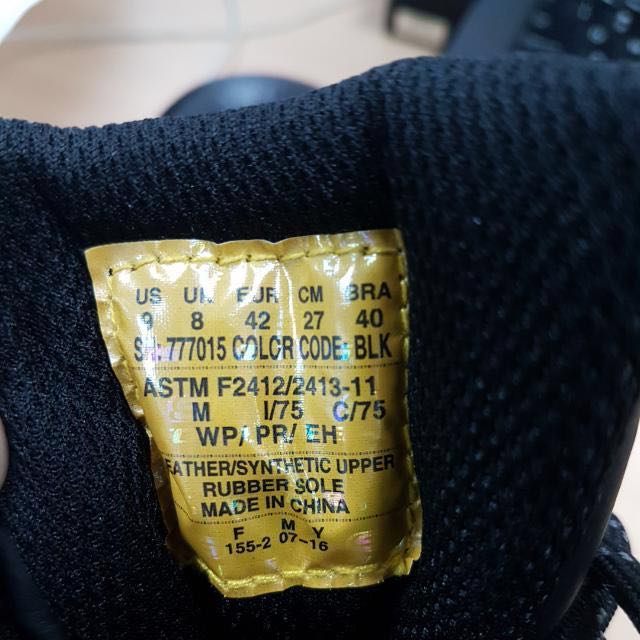 US UK EUR CM BRA
9 8 42 27 40
SN: 777015 COLOR CODE: BLK
ASTM F2412/2413-11
M I/75 C/75
WP/ PR/ EH
LEATHER/SYNTHETIC UPPER
RUBBER SOLE
MADE IN CHINA
F M Y
155-2 07-16